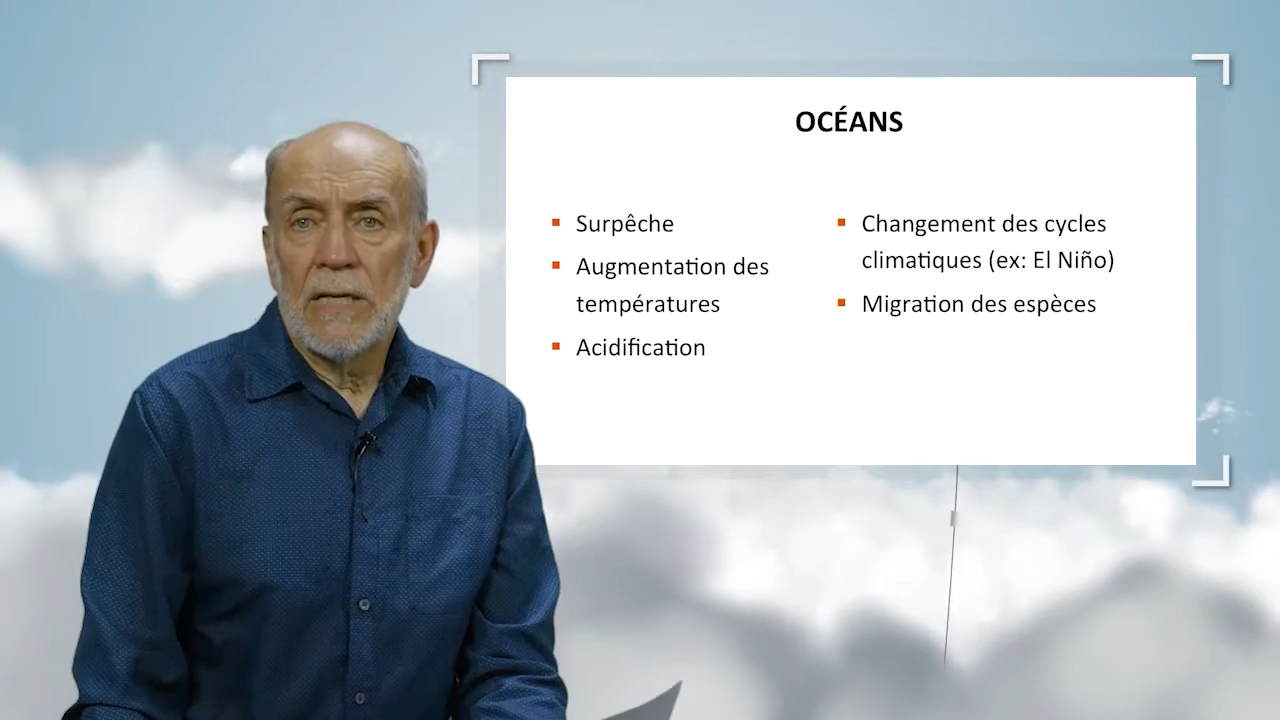 OCÉANS
Surpêche
Augmentation des
températures
Acidification
Changement des cycles
climatiques (ex: El Niño)
Migration des espèces